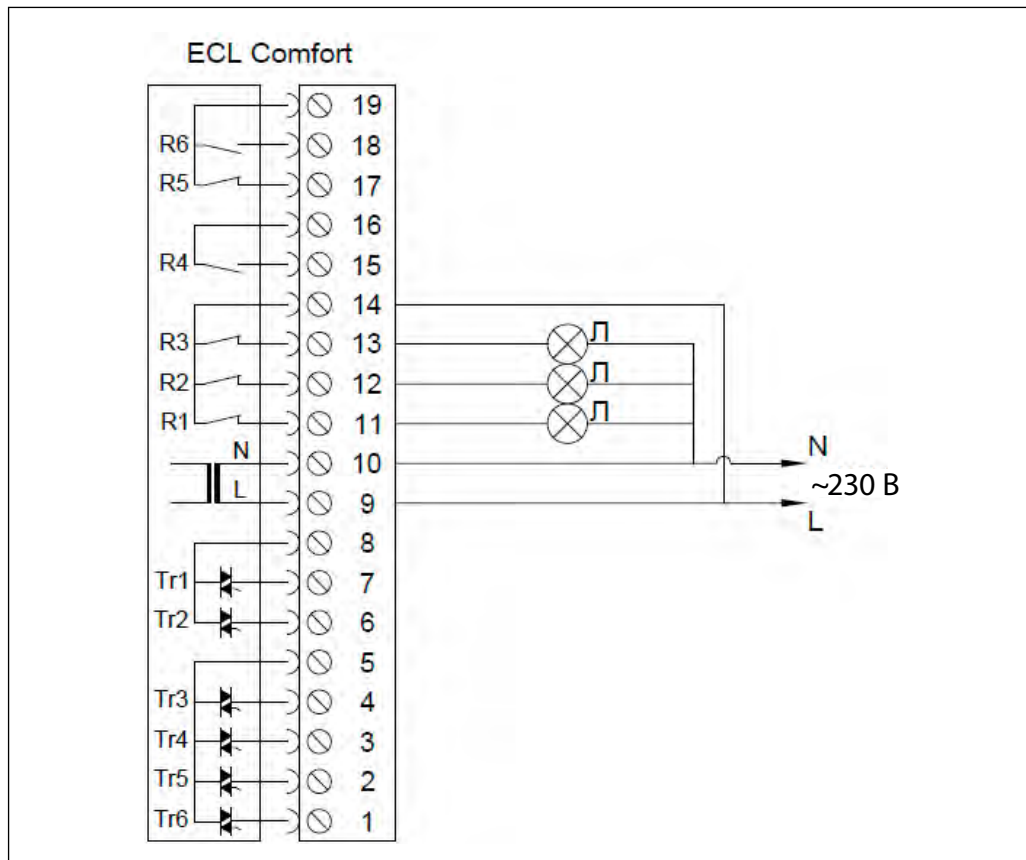 ECL Comfort
19
R6 18
R5 17
16
R4 15
14
R3 13 Л
R2 12 Л
R1 11 Л
N 10 N
~230 В
L 9 L
8
Tr1 7
Tr2 6
5
Tr3 4
Tr4 3
Tr5 2
Tr6 1